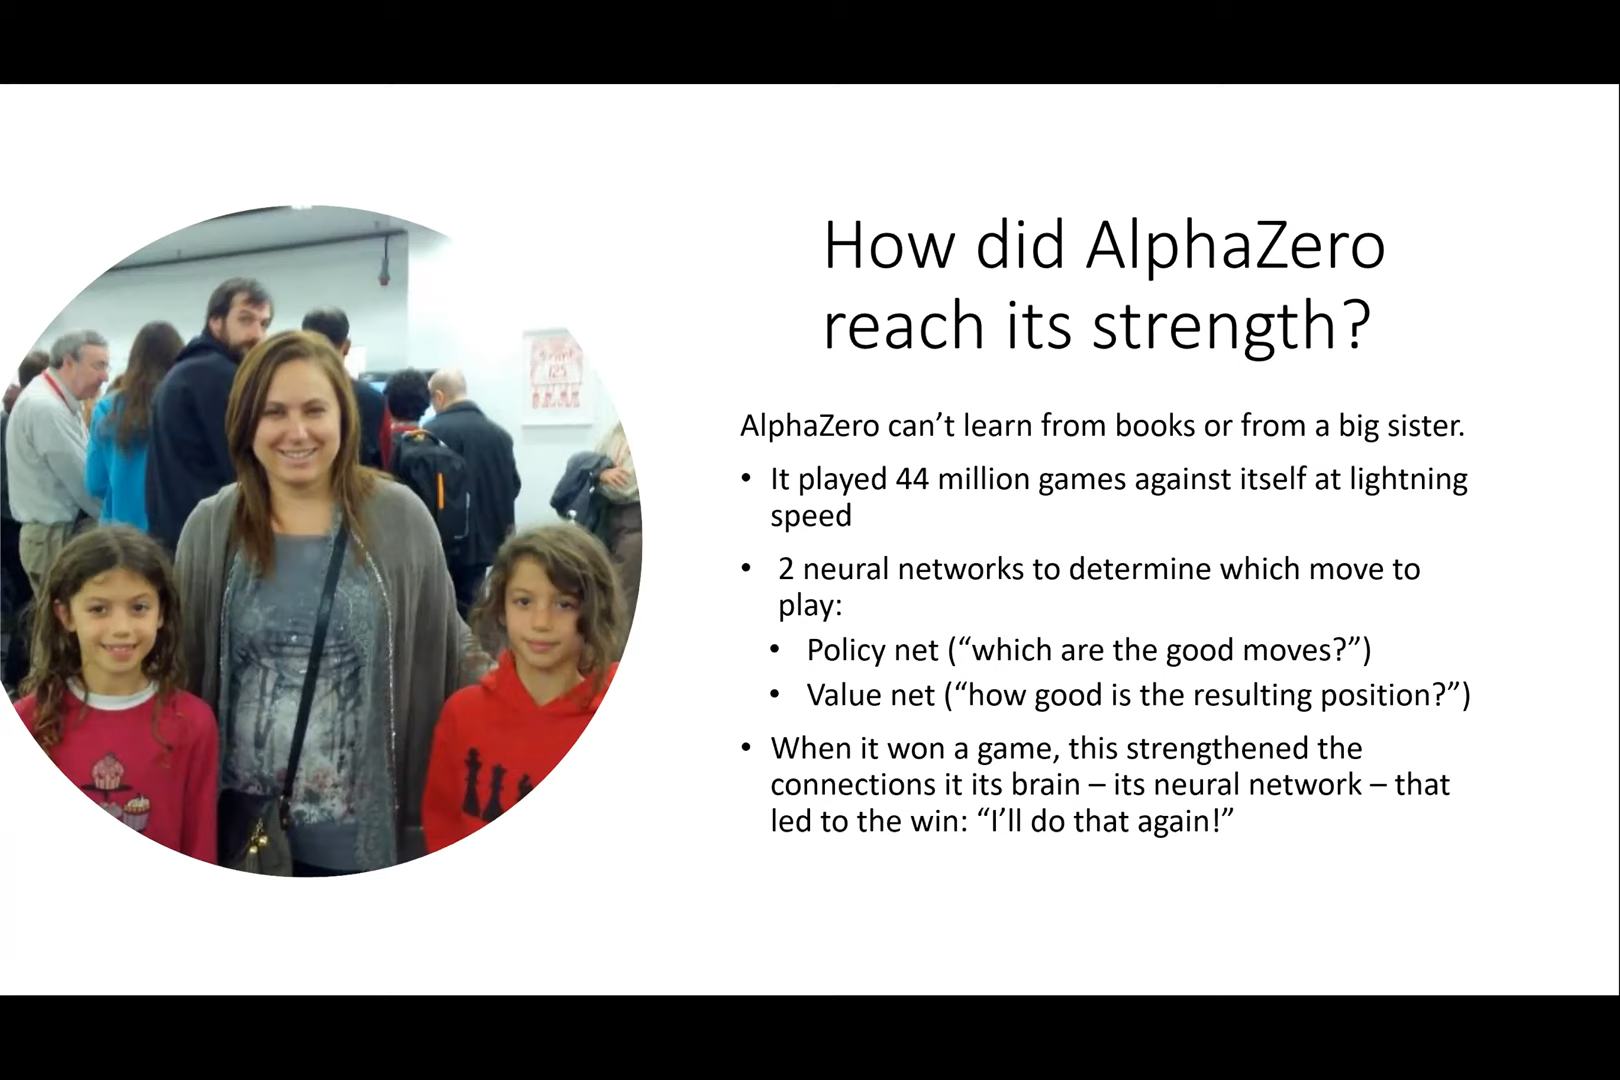 How did AlphaZero
reach its strength?
AlphaZero can’t learn from books or from a big sister.
• It played 44 million games against itself at lightning
speed
• 2 neural networks to determine which move to
play:
• Policy net (“which are the good moves?”)
• Value net (“how good is the resulting position?”)
• When it won a game, this strengthened the
connections it its brain – its neural network – that
led to the win: “I’ll do that again!”